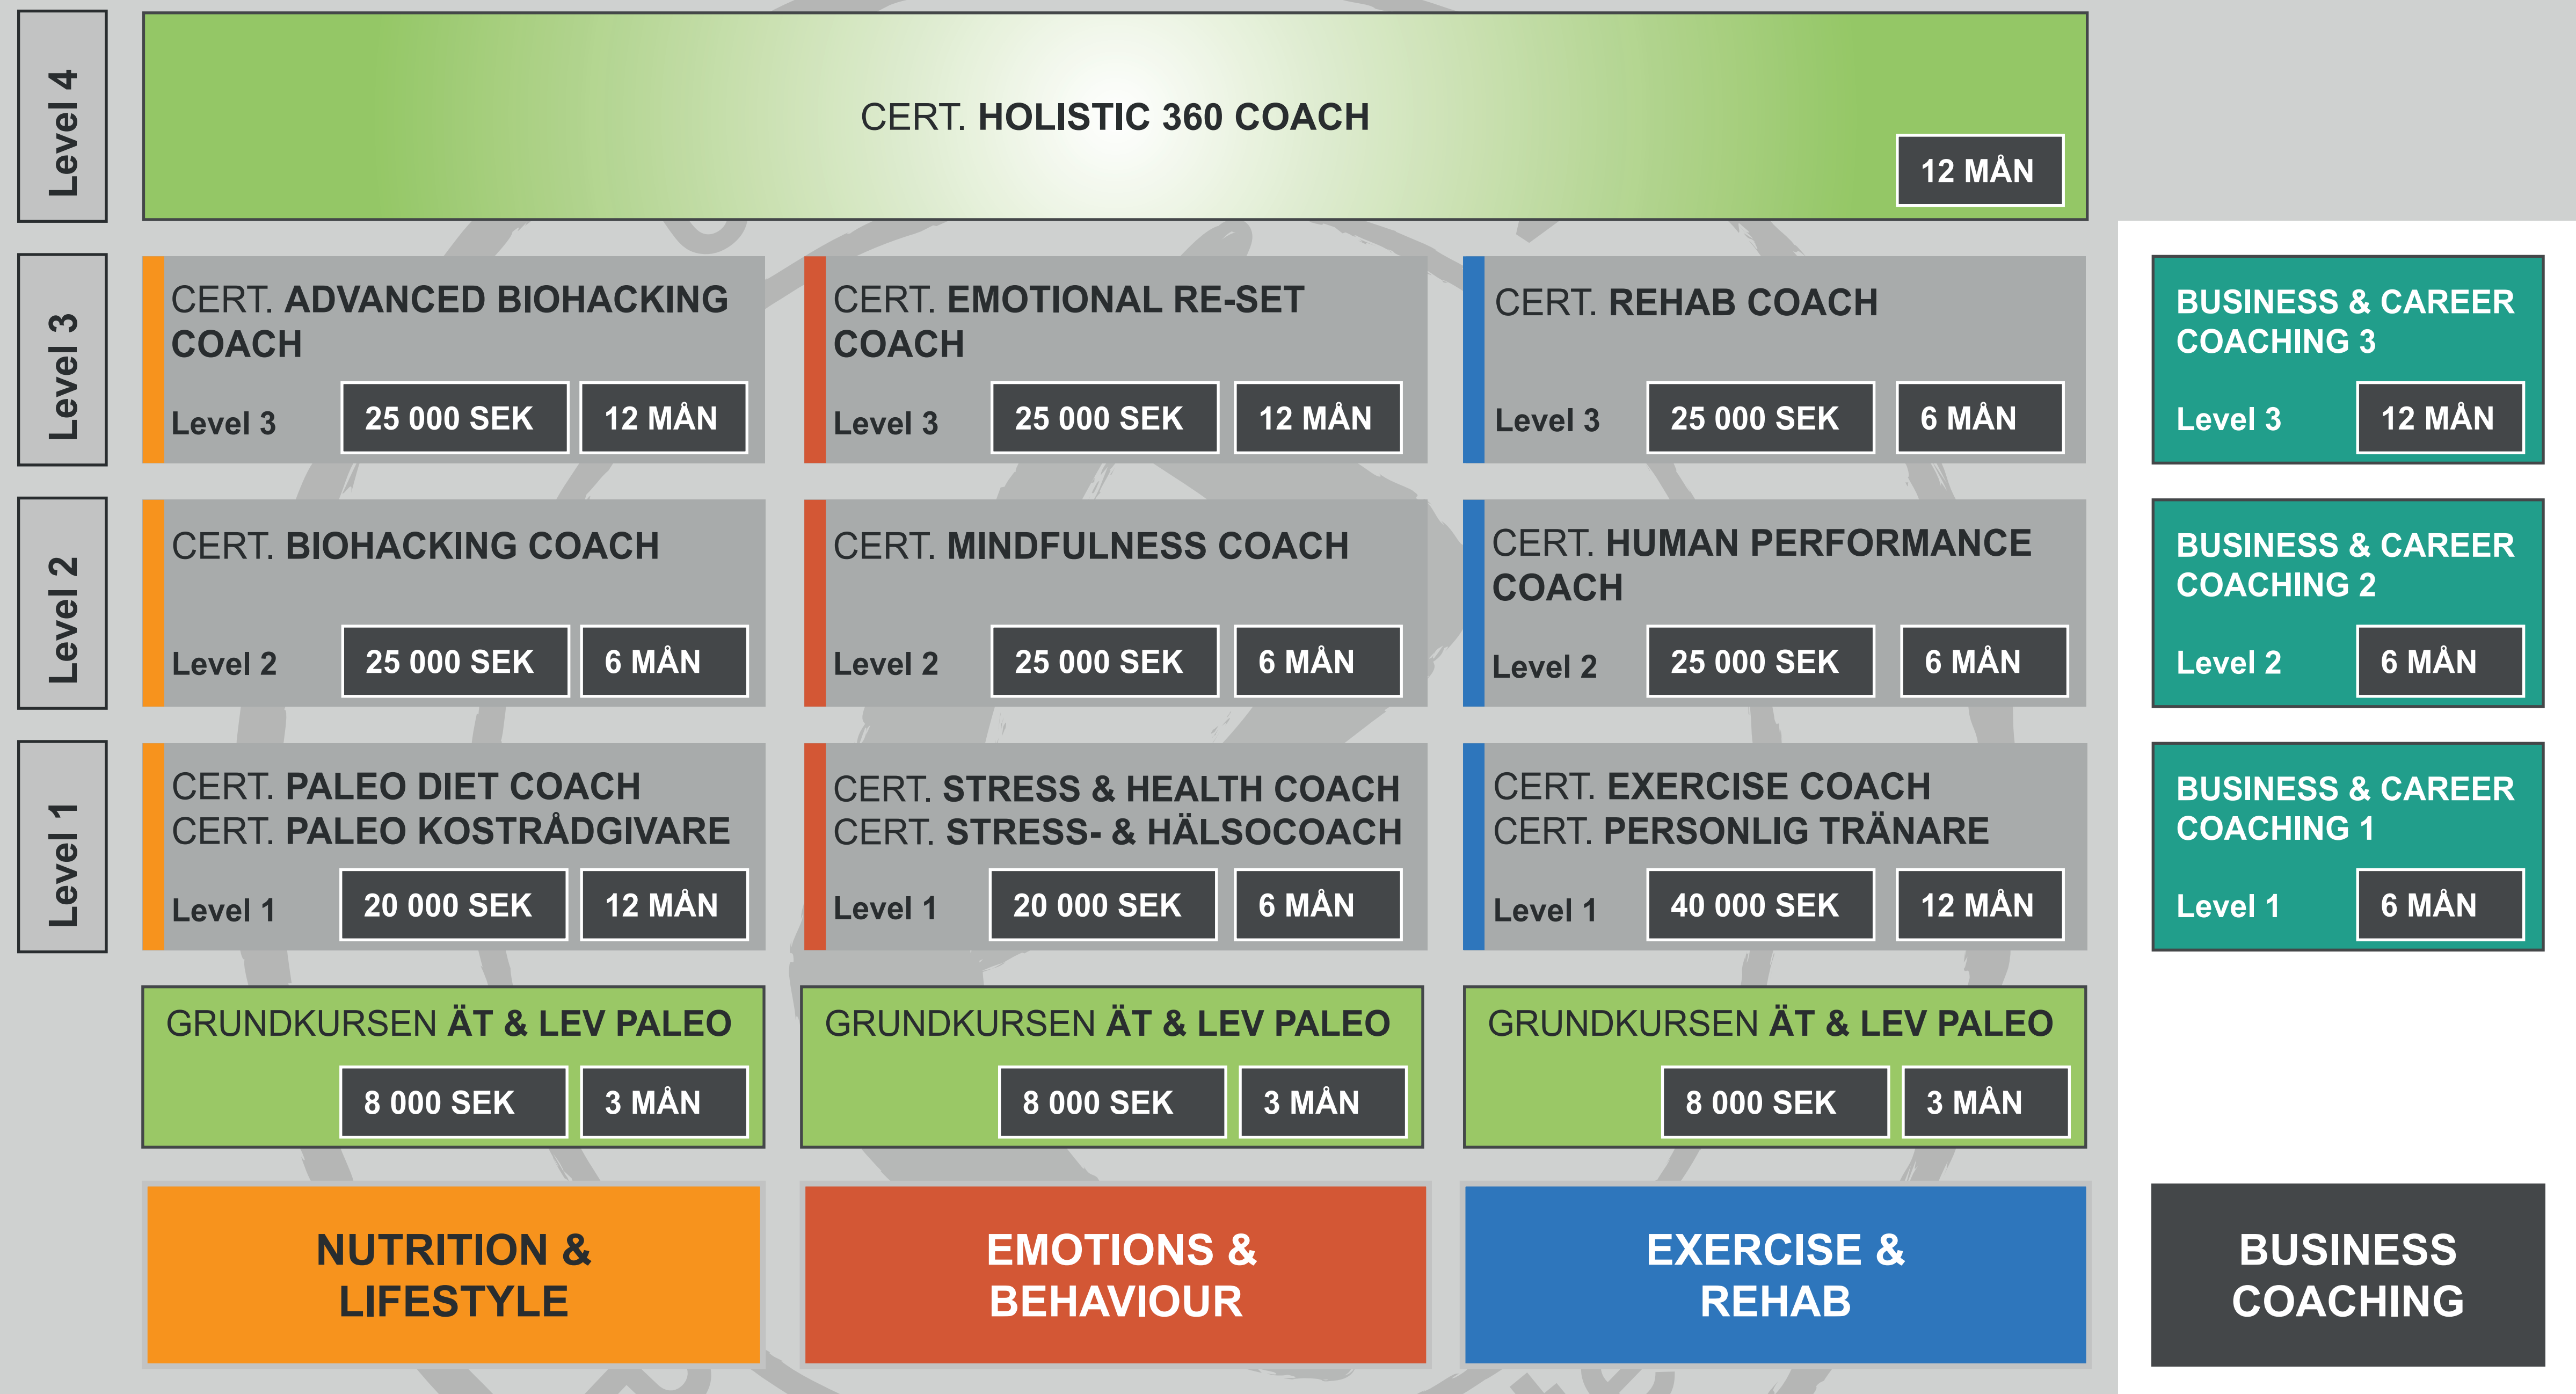 Level 4
CERT. HOLISTIC 360 COACH
12 MÅN
Level 3
CERT. ADVANCED BIOHACKING
COACH
Level 3
25 000 SEK
12 MÅN
CERT. EMOTIONAL RE-SET
COACH
Level 3
25 000 SEK
12 MÅN
CERT. REHAB COACH
Level 3
25 000 SEK
6 MÅN
BUSINESS & CAREER
COACHING 3
Level 3
12 MÅN
Level 2
CERT. BIOHACKING COACH
Level 2
25 000 SEK
6 MÅN
CERT. MINDFULNESS COACH
Level 2
25 000 SEK
6 MÅN
CERT. HUMAN PERFORMANCE
COACH
Level 2
25 000 SEK
6 MÅN
BUSINESS & CAREER
COACHING 2
Level 2
6 MÅN
Level 1
CERT. PALEO DIET COACH
CERT. PALEO KOSTRÅDGIVARE
Level 1
20 000 SEK
12 MÅN
CERT. STRESS & HEALTH COACH
CERT. STRESS- & HÄLSOCOACH
Level 1
20 000 SEK
6 MÅN
CERT. EXERCISE COACH
CERT. PERSONLIG TRÄNARE
Level 1
40 000 SEK
12 MÅN
BUSINESS & CAREER
COACHING 1
Level 1
6 MÅN
GRUNDKURSEN ÄT & LEV PALEO
8 000 SEK
3 MÅN
GRUNDKURSEN ÄT & LEV PALEO
8 000 SEK
3 MÅN
GRUNDKURSEN ÄT & LEV PALEO
8 000 SEK
3 MÅN
NUTRITION &
LIFESTYLE
EMOTIONS &
BEHAVIOUR
EXERCISE &
REHAB
BUSINESS
COACHING